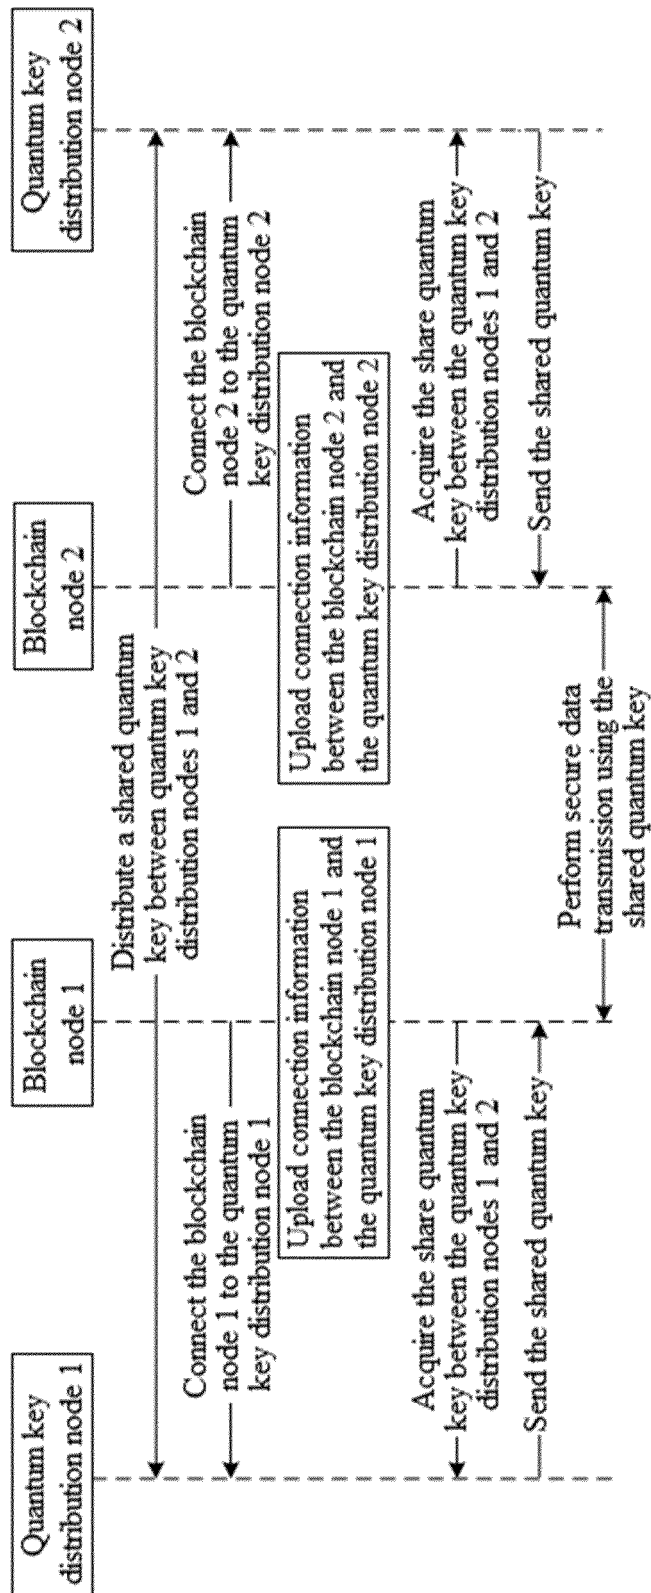 Quantum key
distribution node 1
Blockchain
node 1
Blockchain
node 2
Quantum key
distribution node 2
Distribute a shared quantum
key between quantum key
distribution nodes 1 and 2
Connect the blockchain
node 1 to the quantum
key distribution node 1
Connect the blockchain
node 2 to the quantum
key distribution node 2
Upload connection information
between the blockchain node 1 and
the quantum key distribution node 1
Upload connection information
between the blockchain node 2 and
the quantum key distribution node 2
Acquire the share quantum
key between the quantum key
distribution nodes 1 and 2
Acquire the share quantum
key between the quantum key
distribution nodes 1 and 2
Send the shared quantum key
Send the shared quantum key
Perform secure data
transmission using the
shared quantum key